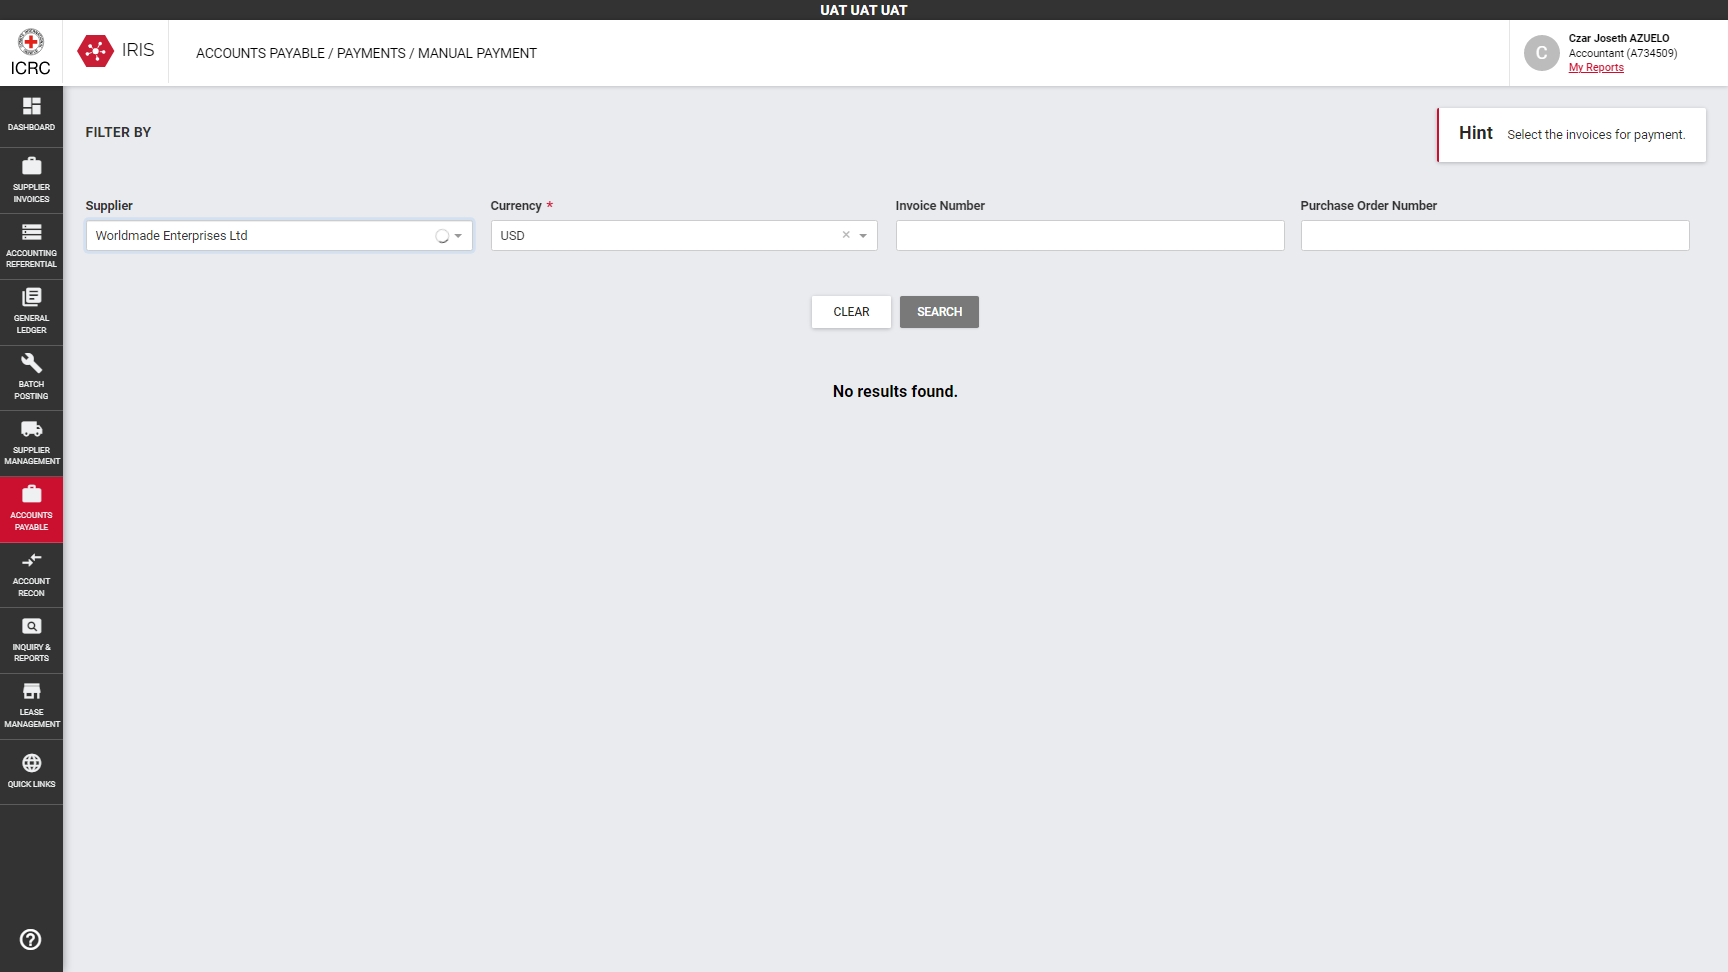 UAT UAT UAT
ICRC
IRIS
ACCOUNTS PAYABLE / PAYMENTS / MANUAL PAYMENT
C
Czar Joseth AZUELO
Accountant (A734509)
My Reports
DASHBOARD
SUPPLIER
INVOICES
ACCOUNTING
REFERENTIAL
GENERAL
LEDGER
BATCH
POSTING
SUPPLIER
MANAGEMENT
ACCOUNTS
PAYABLE
ACCOUNT
RECON
INQUIRY &
REPORTS
LEASE
MANAGEMENT
QUICK LINKS
FILTER BY
Hint Select the invoices for payment.
Supplier
Worldmade Enterprises Ltd
Currency *
USD
Invoice Number
Purchase Order Number
CLEAR
SEARCH
No results found.